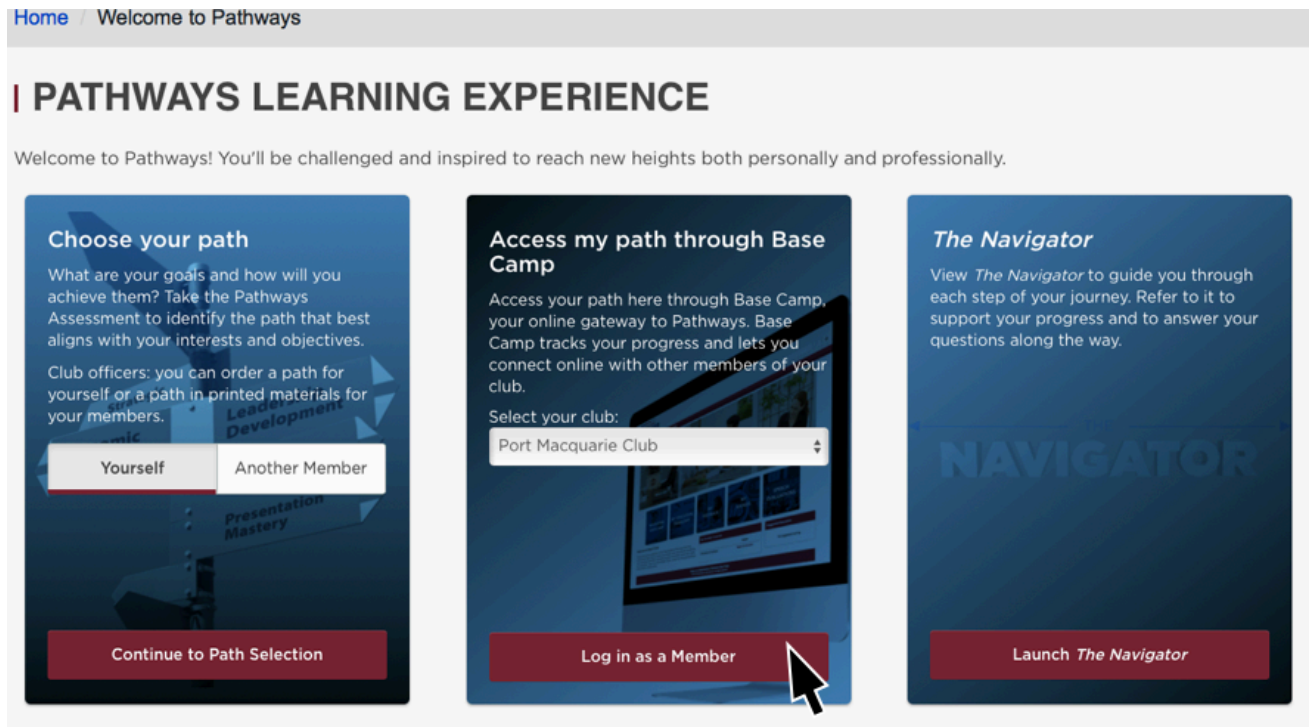 Home / Welcome to Pathways
PATHWAYS LEARNING EXPERIENCE
Welcome to Pathways! You'll be challenged and inspired to reach new heights both personally and professionally.
Choose your path
What are your goals and how will you
achieve them? Take the Pathways
Assessment to identify the path that best
aligns with your interests and objectives.
Club officers: you can order a path for
yourself or a path in printed materials for
your members.
Leadership
Development
Yourself
Another Member
Presentation
Mastery
Continue to Path Selection
Access my path through Base
Camp
Access your path here through Base Camp,
your online gateway to Pathways. Base
Camp tracks your progress and lets you
connect online with other members of your
club.
Select your club:
Port Macquarie Club
Log in as a Member
The Navigator
View The Navigator to guide you through
each step of your journey. Refer to it to
support your progress and to answer your
questions along the way.
THE
NAVIGATOR
Launch The Navigator